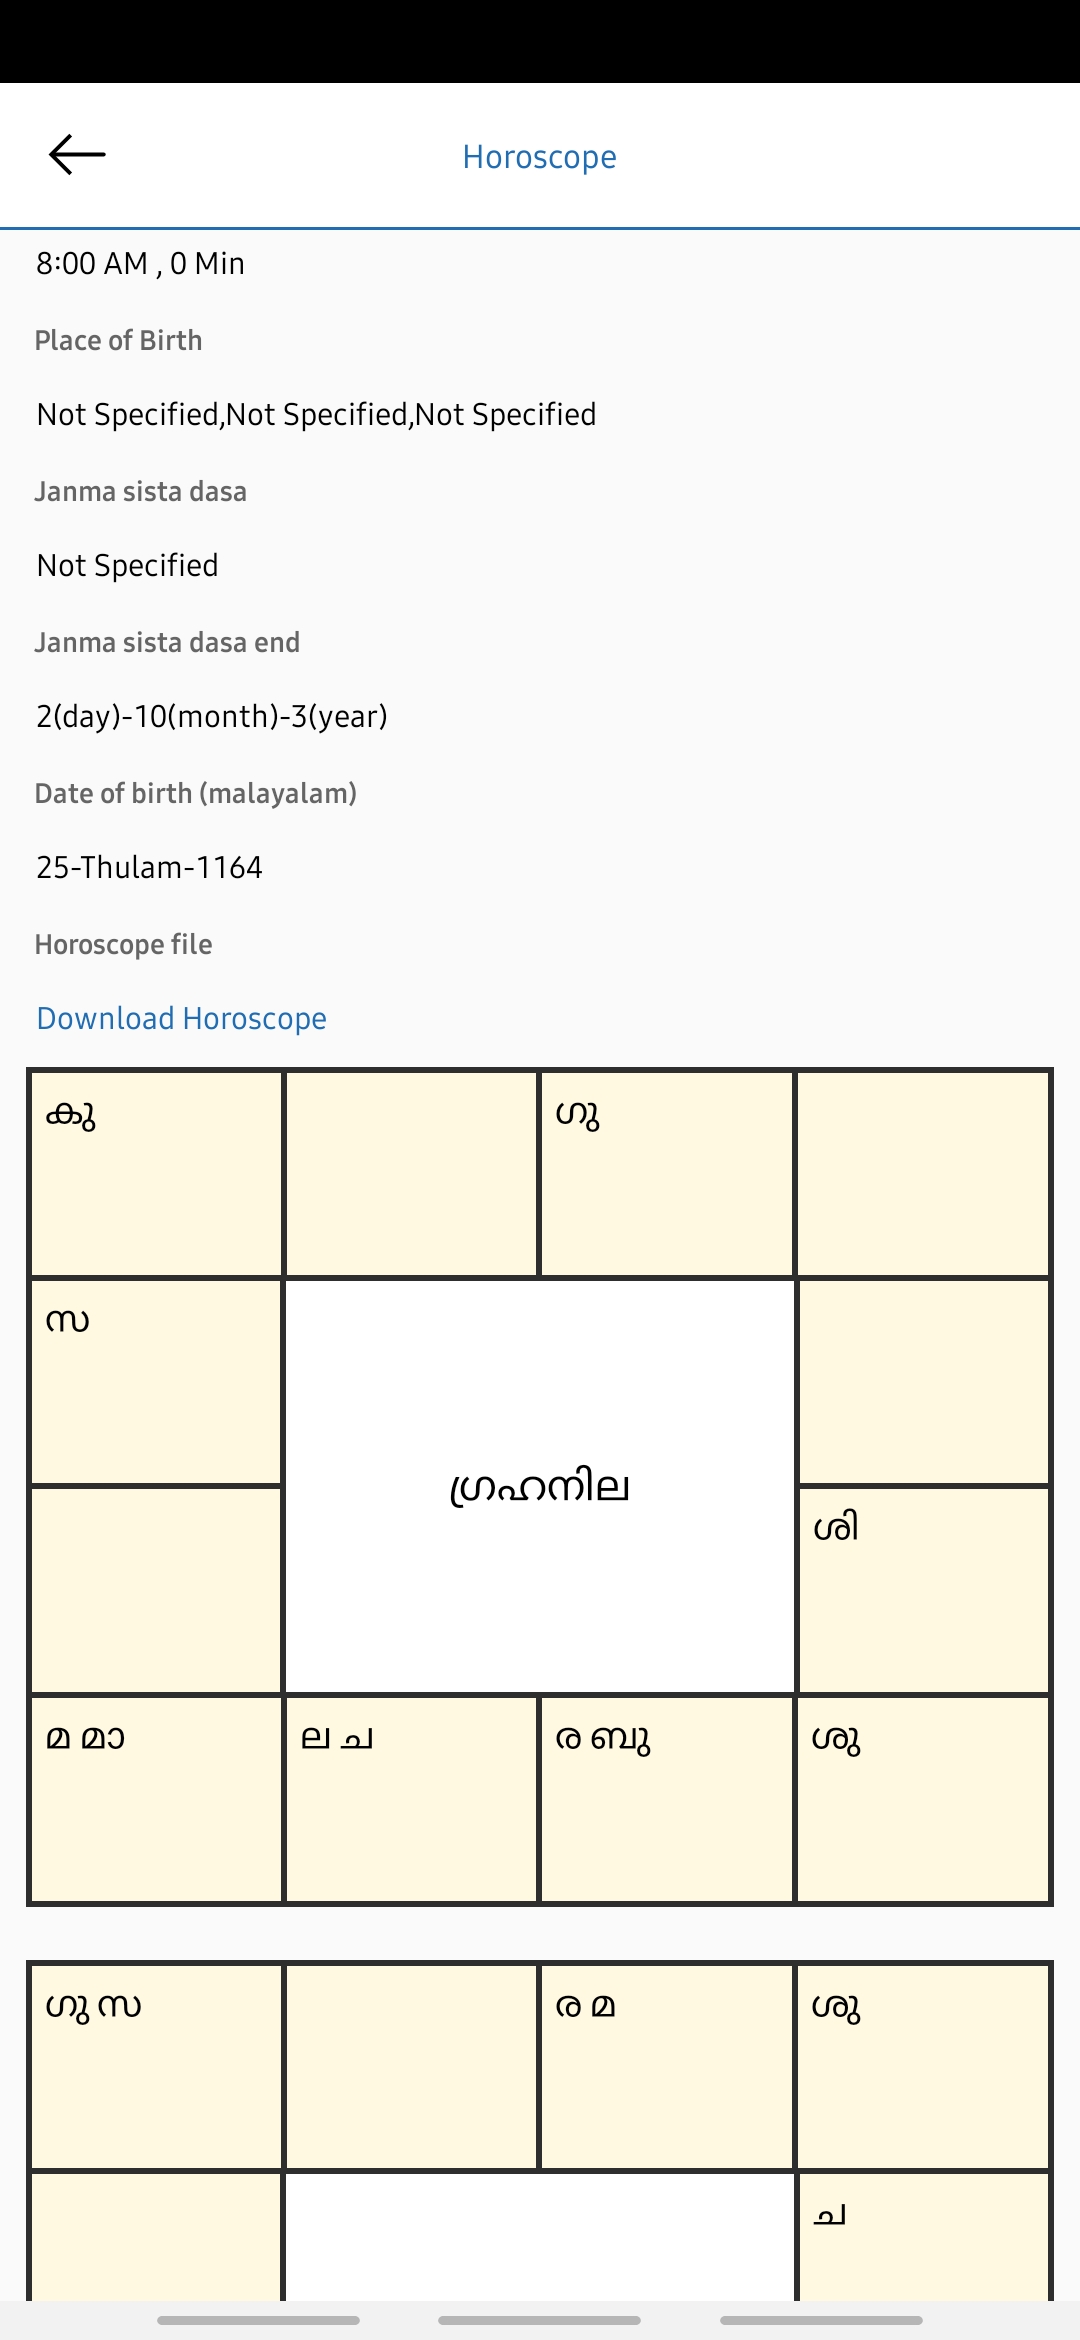 Horoscope
8:00 AM , 0 Min
Place of Birth
Not Specified,Not Specified,Not Specified
Janma sista dasa
Not Specified
Janma sista dasa end
2(day)-10(month)-3(year)
Date of birth (malayalam)
25-Thulam-1164
Horoscope file
Download Horoscope
കു
ഗു
സ
ഗ്രഹനില
ശി
മ മാ
ല ച
ര ബു
ശു
ഗു സ
ര മ
ശു
ച